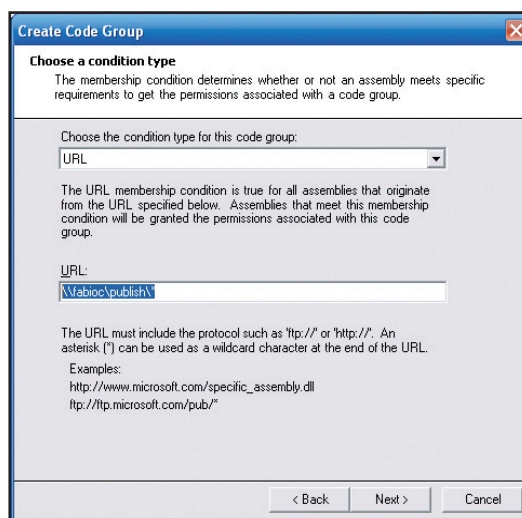 Create Code Group
Choose a condition type
The membership condition determines whether or not an assembly meets specific
requirements to get the permissions associated with a code group.
Choose the condition type for this code group:
URL
The URL membership condition is true for all assemblies that originate
from the URL specified below. Assemblies that meet this membership
condition will be granted the permissions associated with this code
group.
URL:
\\fabioc\publish\*
The URL must include the protocol such as 'ftp://' or 'http://'. An
asterisk (*) can be used as a wildcard character at the end of the URL.
Examples:
http://www.microsoft.com/specific_assembly.dll
ftp://ftp.microsoft.com/pub/*
< Back
Next >
Cancel